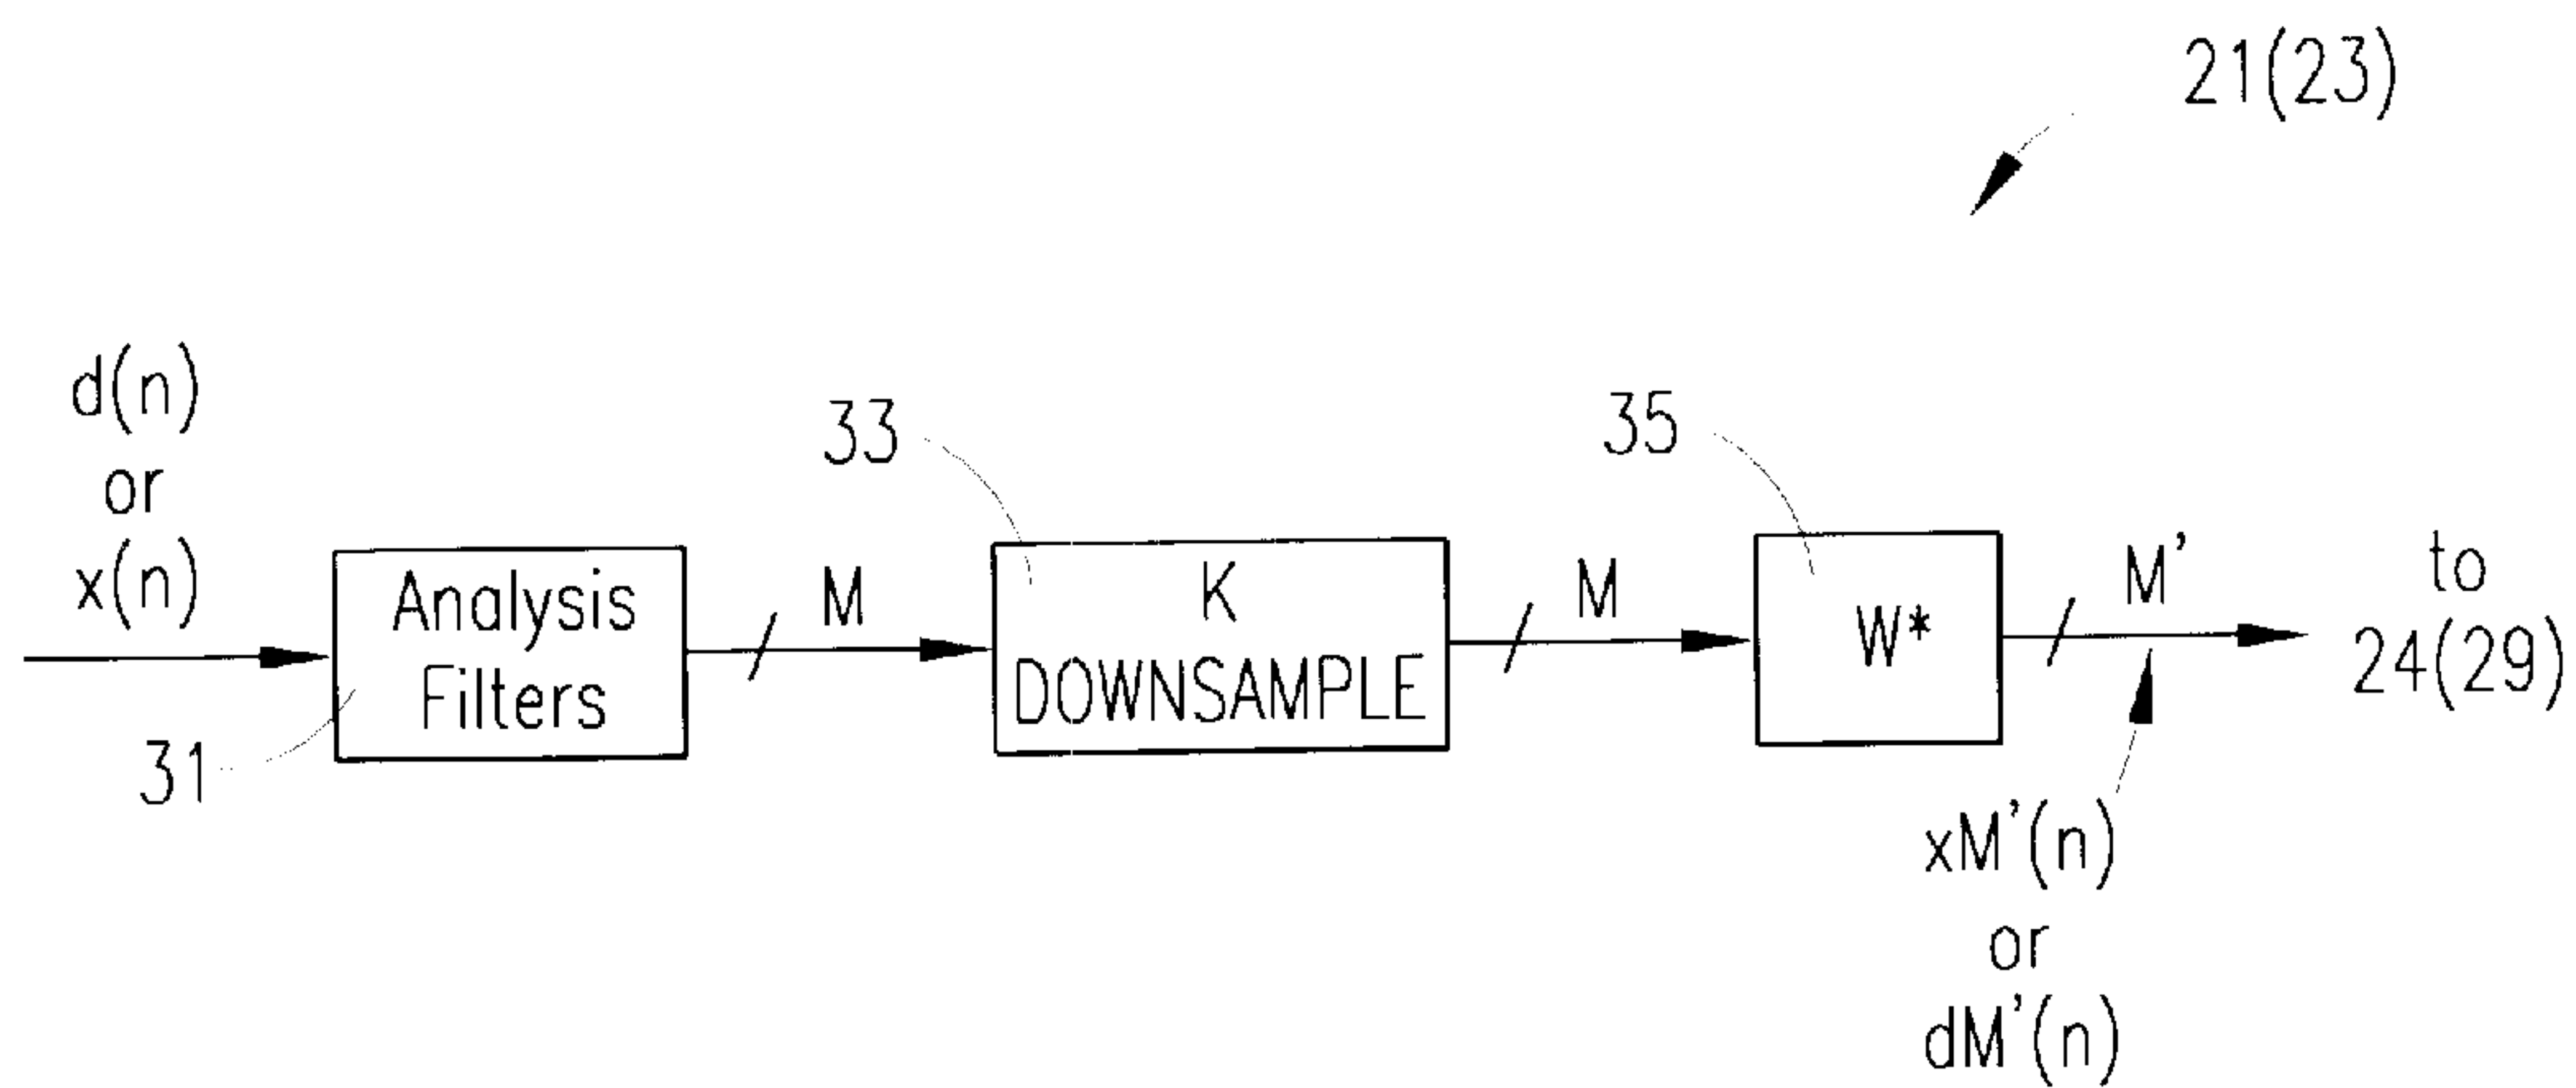 21(23)
d(n)
or
x(n)
31
Analysis
Filters
M
33
K
DOWNSAMPLE
M
35
W*
M'
xM'(n)
or
dM'(n)
to
24(29)